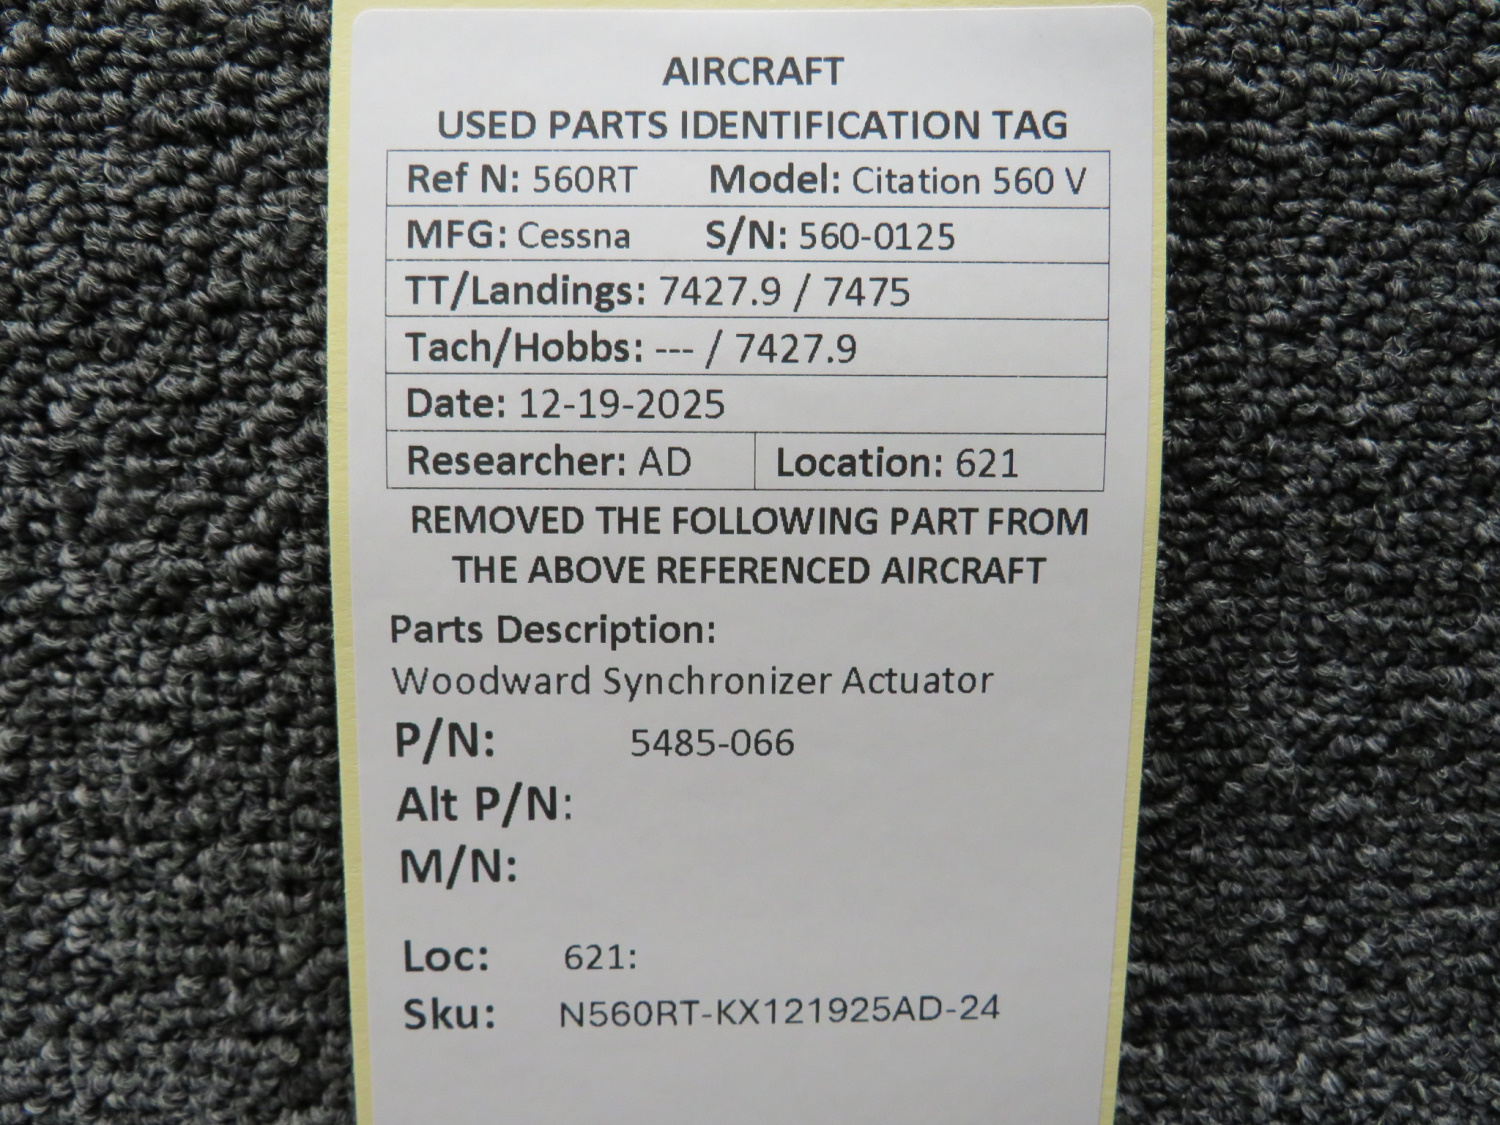 AIRCRAFT
USED PARTS IDENTIFICATION TAG
Ref N: 560RT Model: Citation 560 V
MFG: Cessna S/N: 560-0125
TT/Landings: 7427.9 / 7475
Tach/Hobbs: --- / 7427.9
Date: 12-19-2025
Researcher: AD Location: 621
REMOVED THE FOLLOWING PART FROM
THE ABOVE REFERENCED AIRCRAFT
Parts Description:
Woodward Synchronizer Actuator
P/N: 5485-066
Alt P/N:
M/N:
Loc: 621:
Sku: N560RT-KX121925AD-24